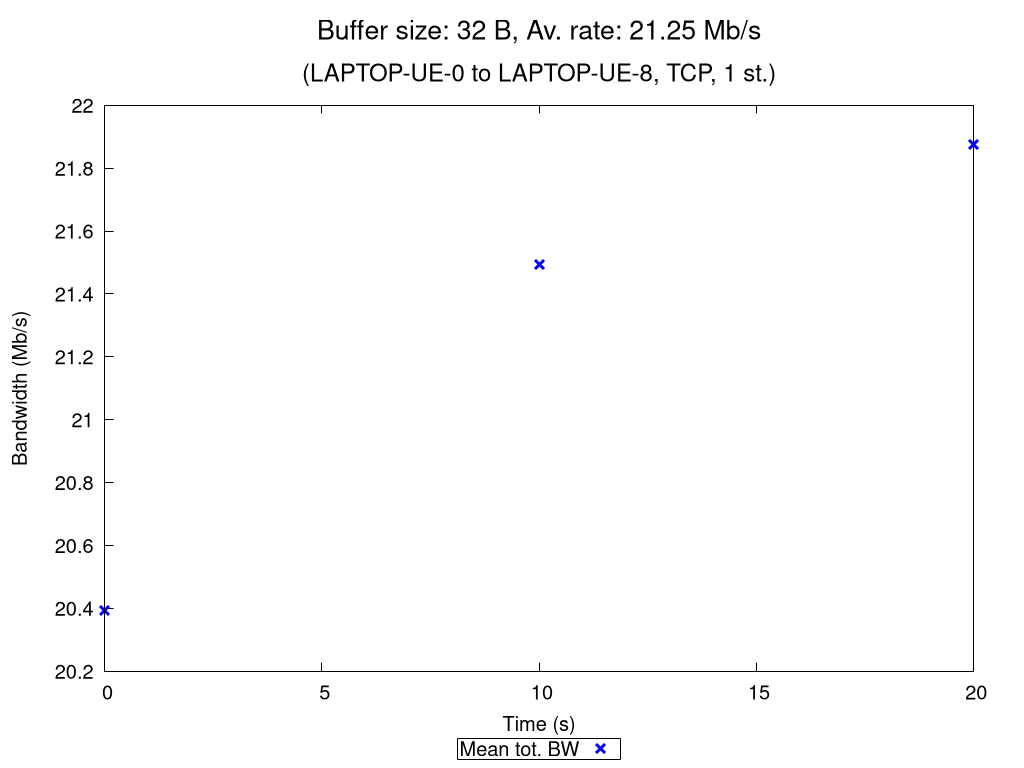 Buffer size: 32 B, Av. rate: 21.25 Mb/s
(LAPTOP-UE-0 to LAPTOP-UE-8, TCP, 1 st.)
22
21.8
21.6
21.4
21.2
21
20.8
20.6
20.4
20.2
Bandwidth (Mb/s)
0 5 10 15 20
Time (s)
Mean tot. BW